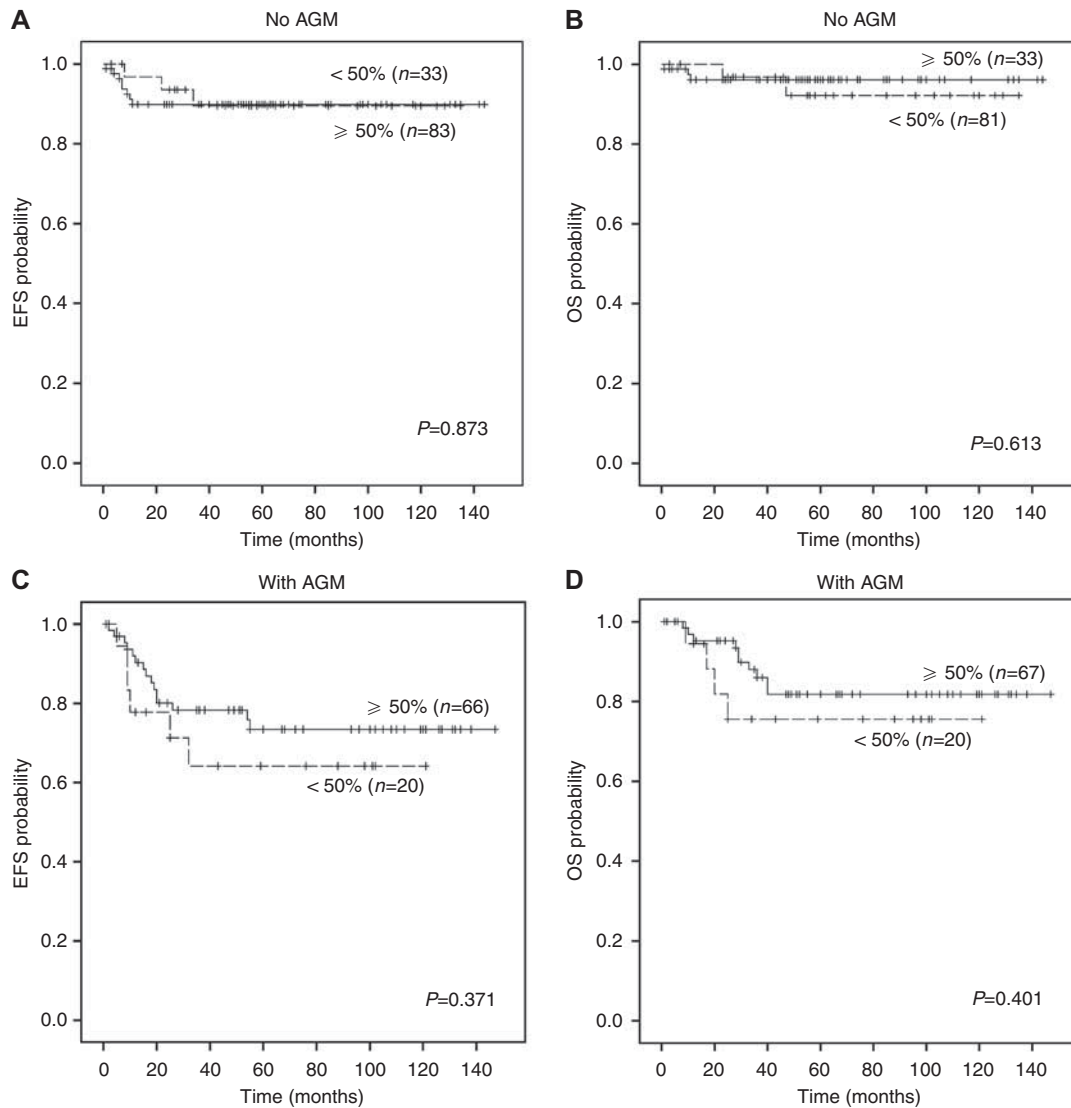 A
No AGM
1.0
0.8
0.6
0.4
0.2
0.0
EFS probability
< 50% (n=33)
⩾ 50% (n=83)
P=0.873
0 20 40 60 80 100 120 140
Time (months)
B
No AGM
1.0
0.8
0.6
0.4
0.2
0.0
OS probability
⩾ 50% (n=33)
< 50% (n=81)
P=0.613
0 20 40 60 80 100 120 140
Time (months)
C
With AGM
1.0
0.8
0.6
0.4
0.2
0.0
EFS probability
⩾ 50% (n=66)
< 50% (n=20)
P=0.371
0 20 40 60 80 100 120 140
Time (months)
D
With AGM
1.0
0.8
0.6
0.4
0.2
0.0
OS probability
⩾ 50% (n=67)
< 50% (n=20)
P=0.401
0 20 40 60 80 100 120 140
Time (months)